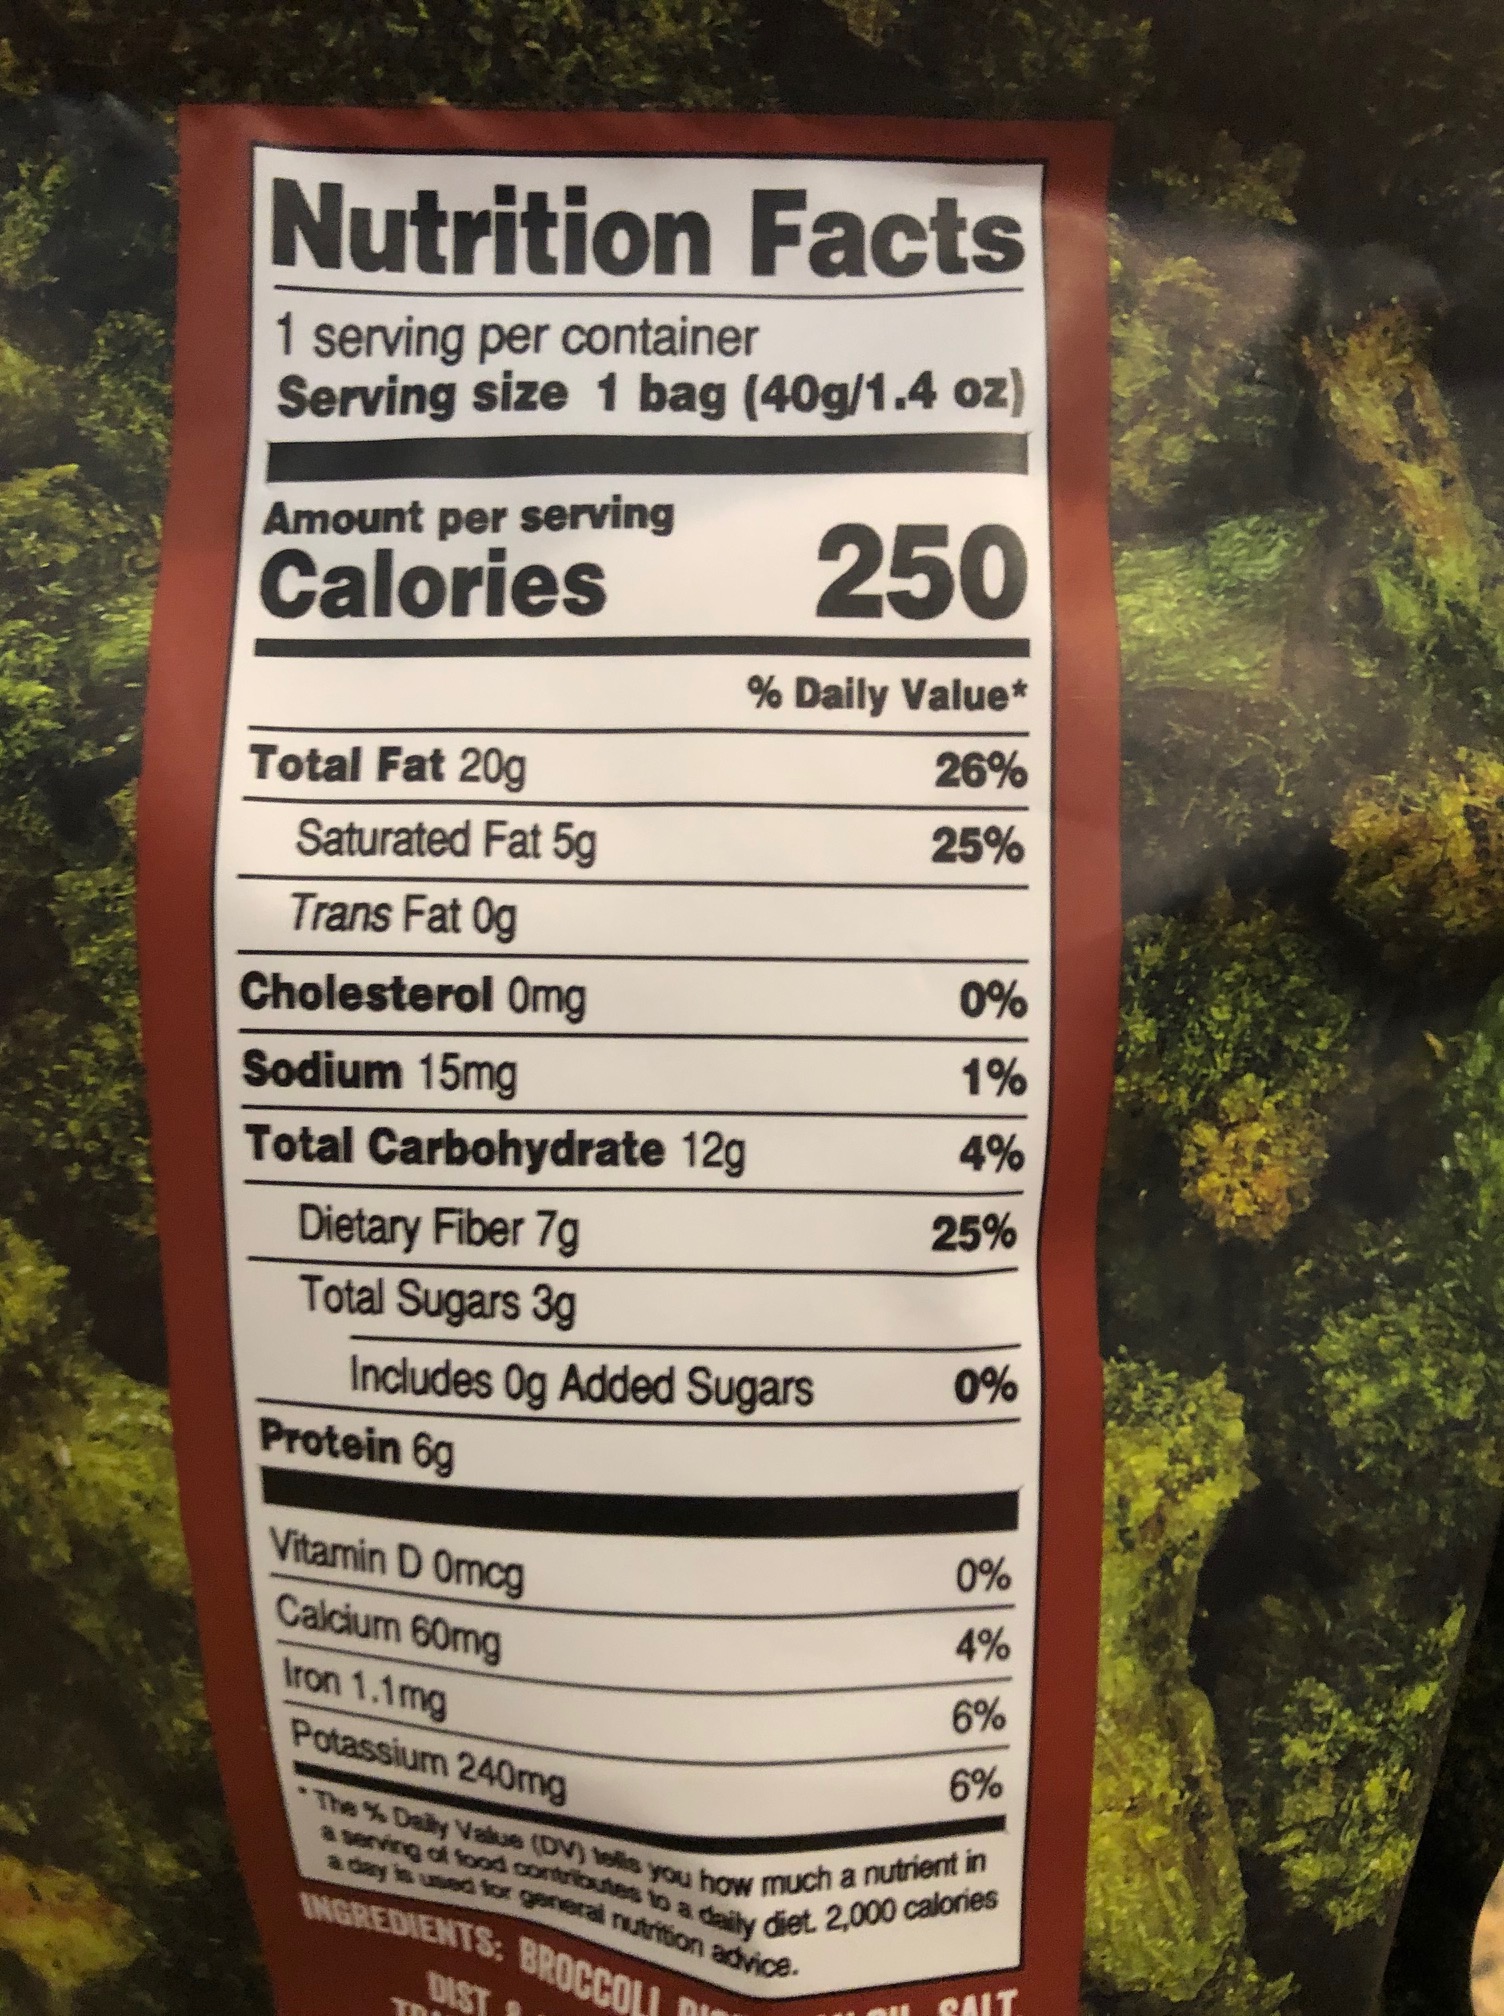 Nutrition Facts
1 serving per container
Serving size 1 bag (40g/1.4 oz)
Amount per serving
Calories 250
% Daily Value*
Total Fat 20g 26%
Saturated Fat 5g 25%
Trans Fat 0g
Cholesterol 0mg 0%
Sodium 15mg 1%
Total Carbohydrate 12g 4%
Dietary Fiber 7g 25%
Total Sugars 3g
Includes 0g Added Sugars 0%
Protein 6g
Vitamin D 0mcg 0%
Calcium 60mg 4%
Iron 1.1mg 6%
Potassium 240mg 6%
* The % Daily Value (DV) tells you how much a nutrient in
a serving of food contributes to a daily diet. 2,000 calories
a day is used for general nutrition advice.
INGREDIENTS: BROCCOLI SALT
DIST &